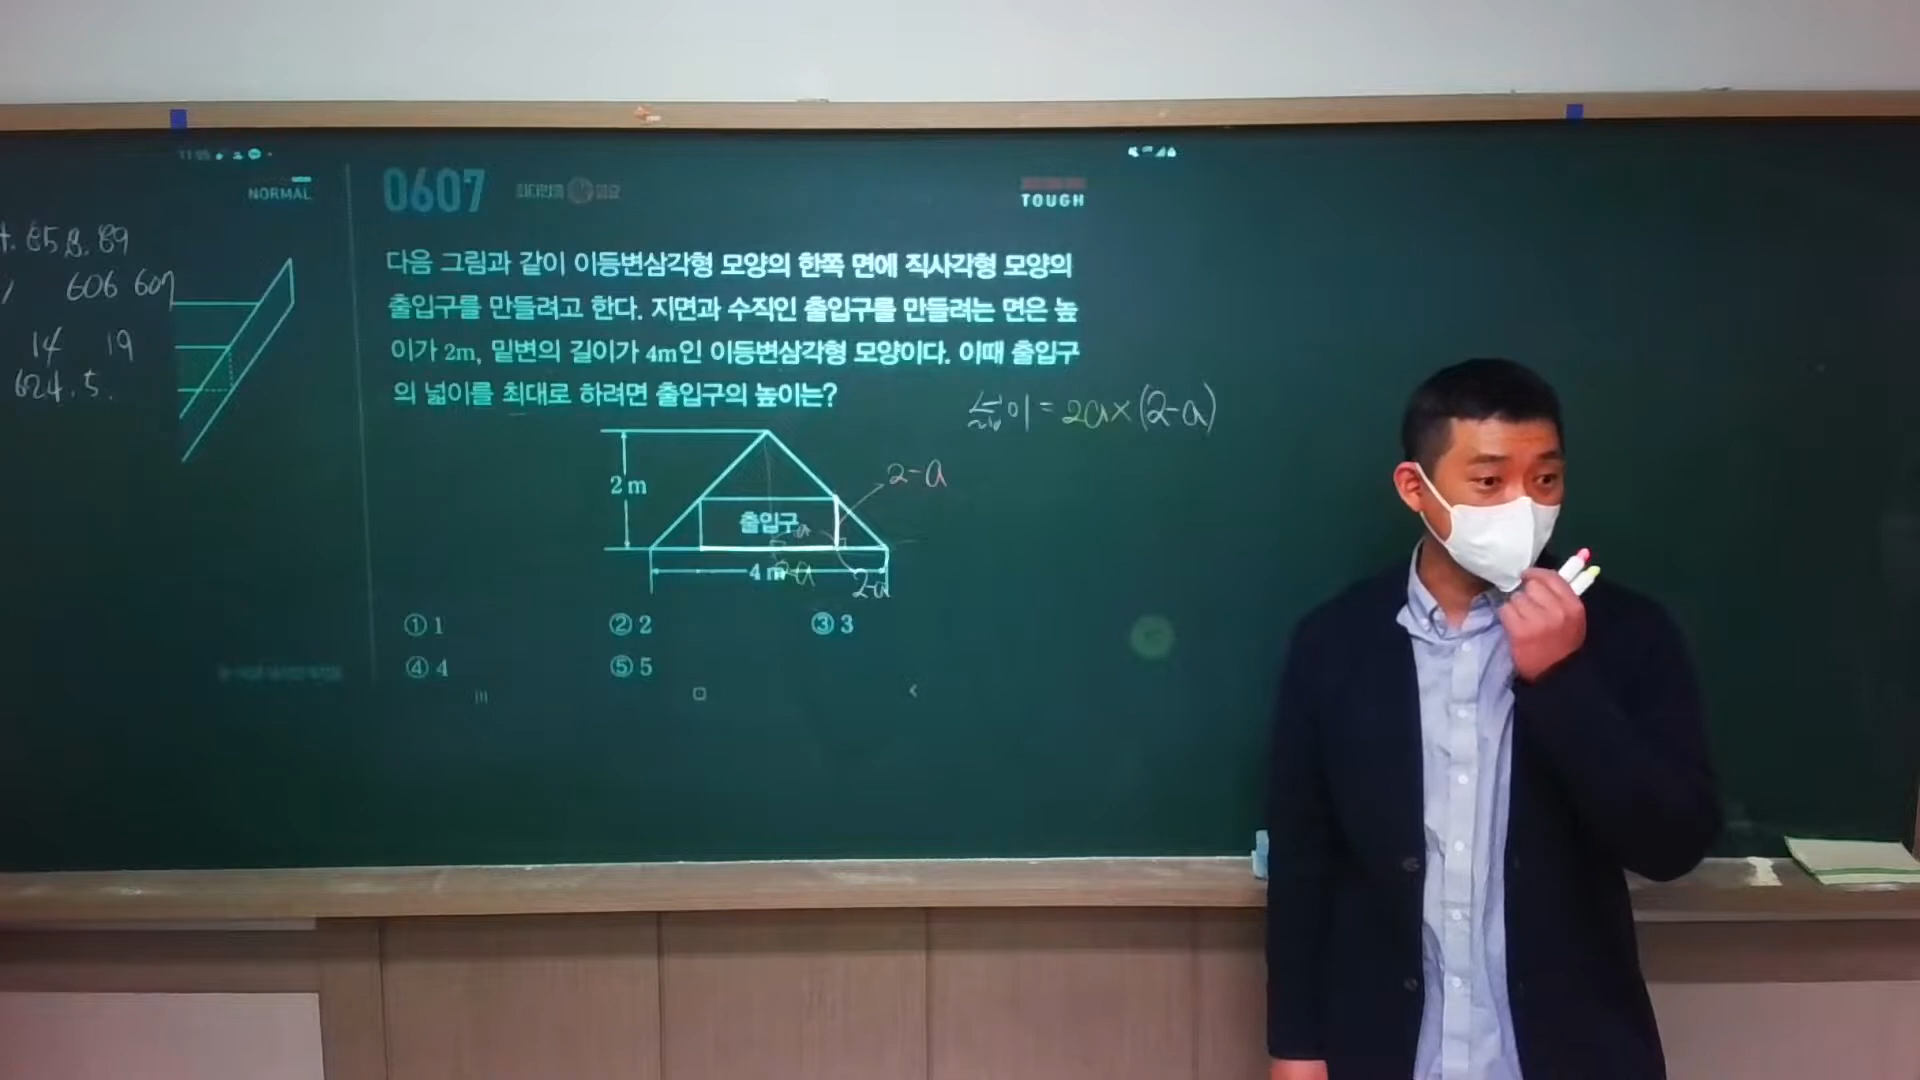 11:05
NORMAL
658. 89
606 607
14 19
624. 5.
0607
TOUGH
다음 그림과 같이 이등변삼각형 모양의 한쪽 면에 직사각형 모양의
출입구를 만들려고 한다. 지면과 수직인 출입구를 만들려는 면은 높
이가 2m, 밑변의 길이가 4m인 이등변삼각형 모양이다. 이때 출입구
의 넓이를 최대로 하려면 출입구의 높이는?
넓이 = 2a×(2-a)
2-a
2 m
출입구
a
4 m
2a
2-a
① 1
② 2
③ 3
④ 4
⑤ 5